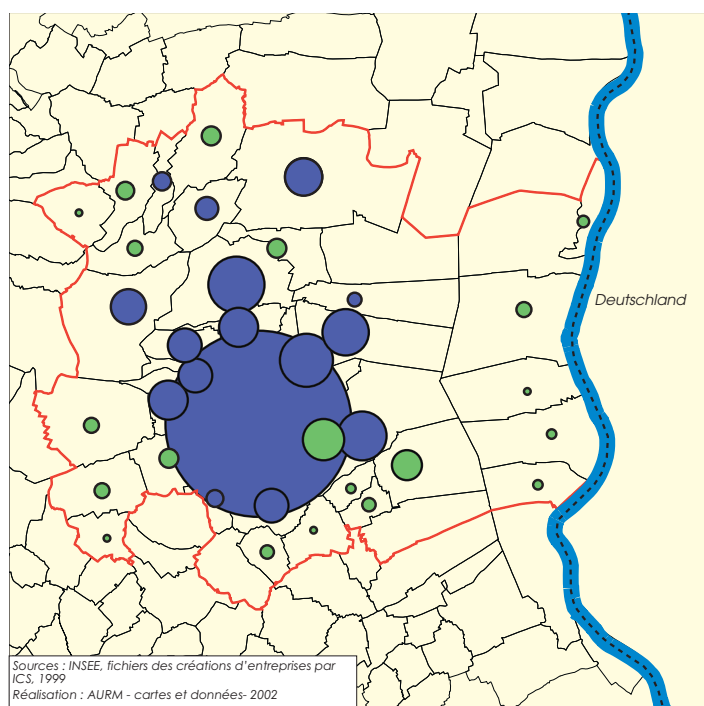 Deutschland
Sources : INSEE, fichiers des créations d'entreprises par
ICS, 1999
Réalisation : AURM - cartes et données- 2002